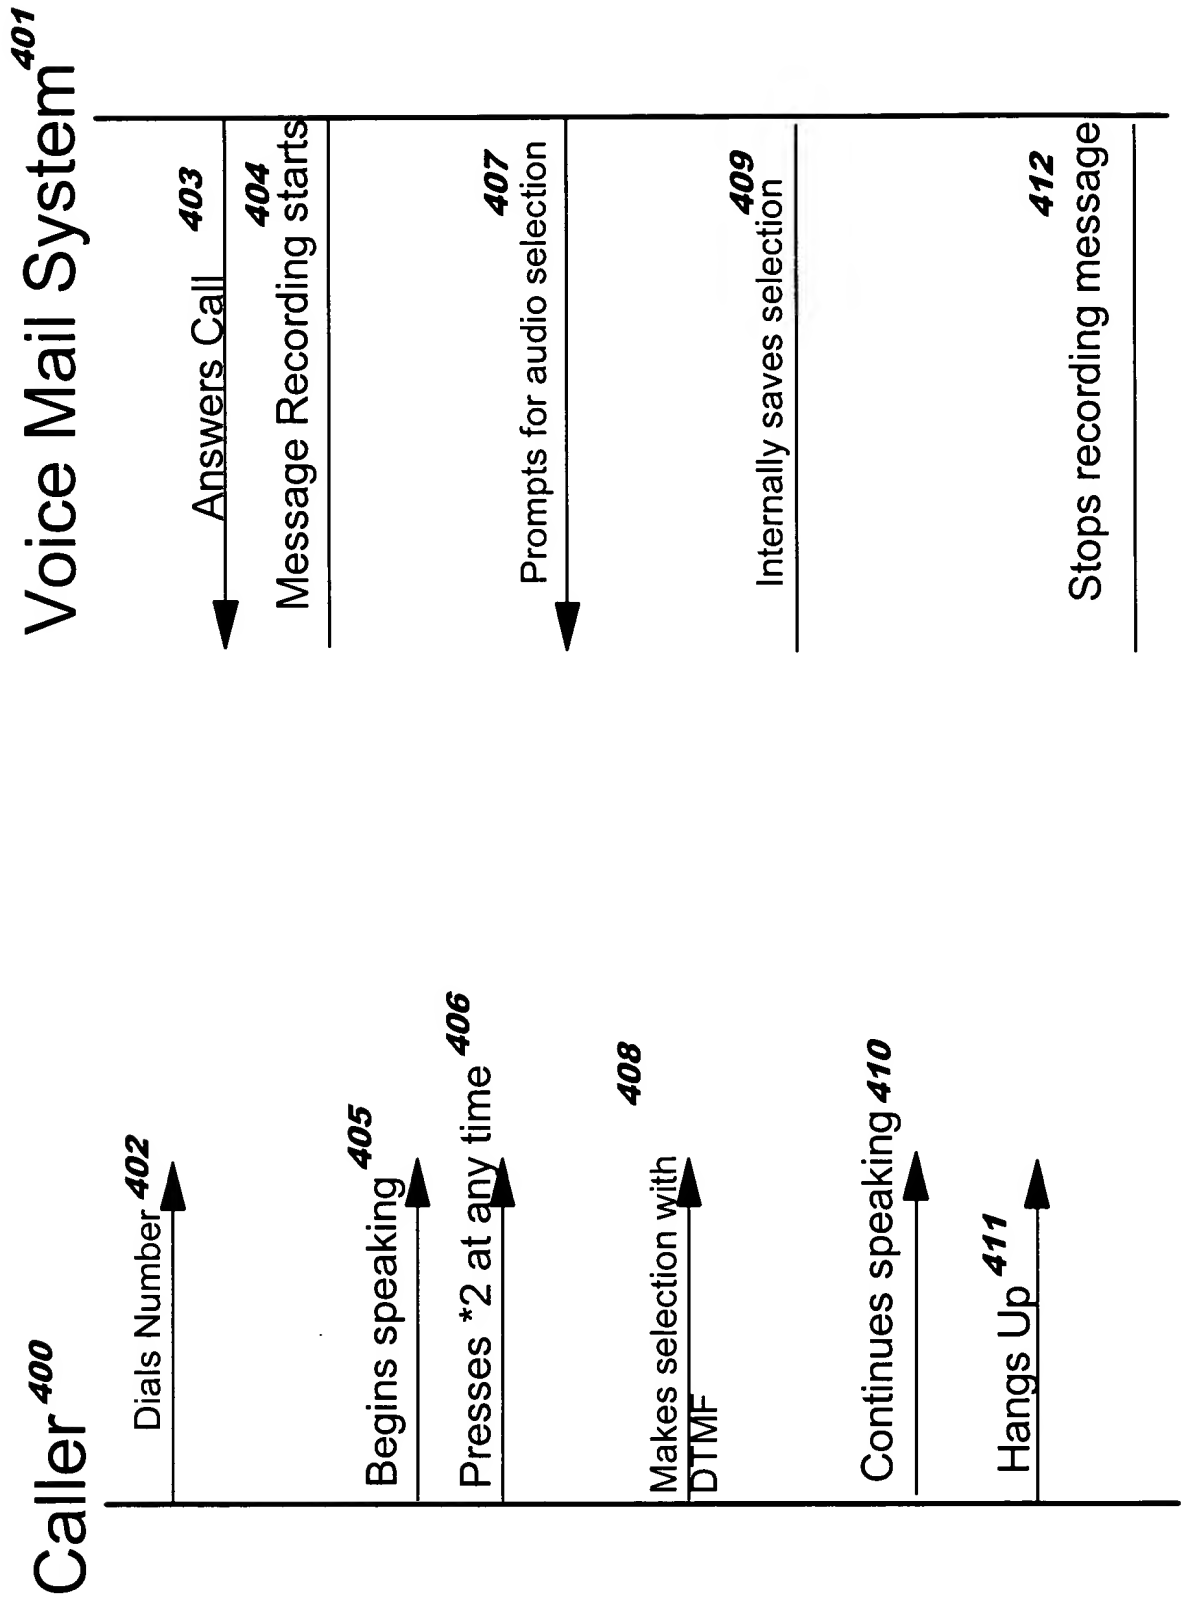 Caller 400
Voice Mail System 401
Dials Number 402
403
Answers Call
404
Message Recording starts
405
Begins speaking
Presses *2 at any time 406
407
Prompts for audio selection
408
Makes selection with
DTMF
409
Internally saves selection
Continues speaking 410
411
Hangs Up
412
Stops recording message